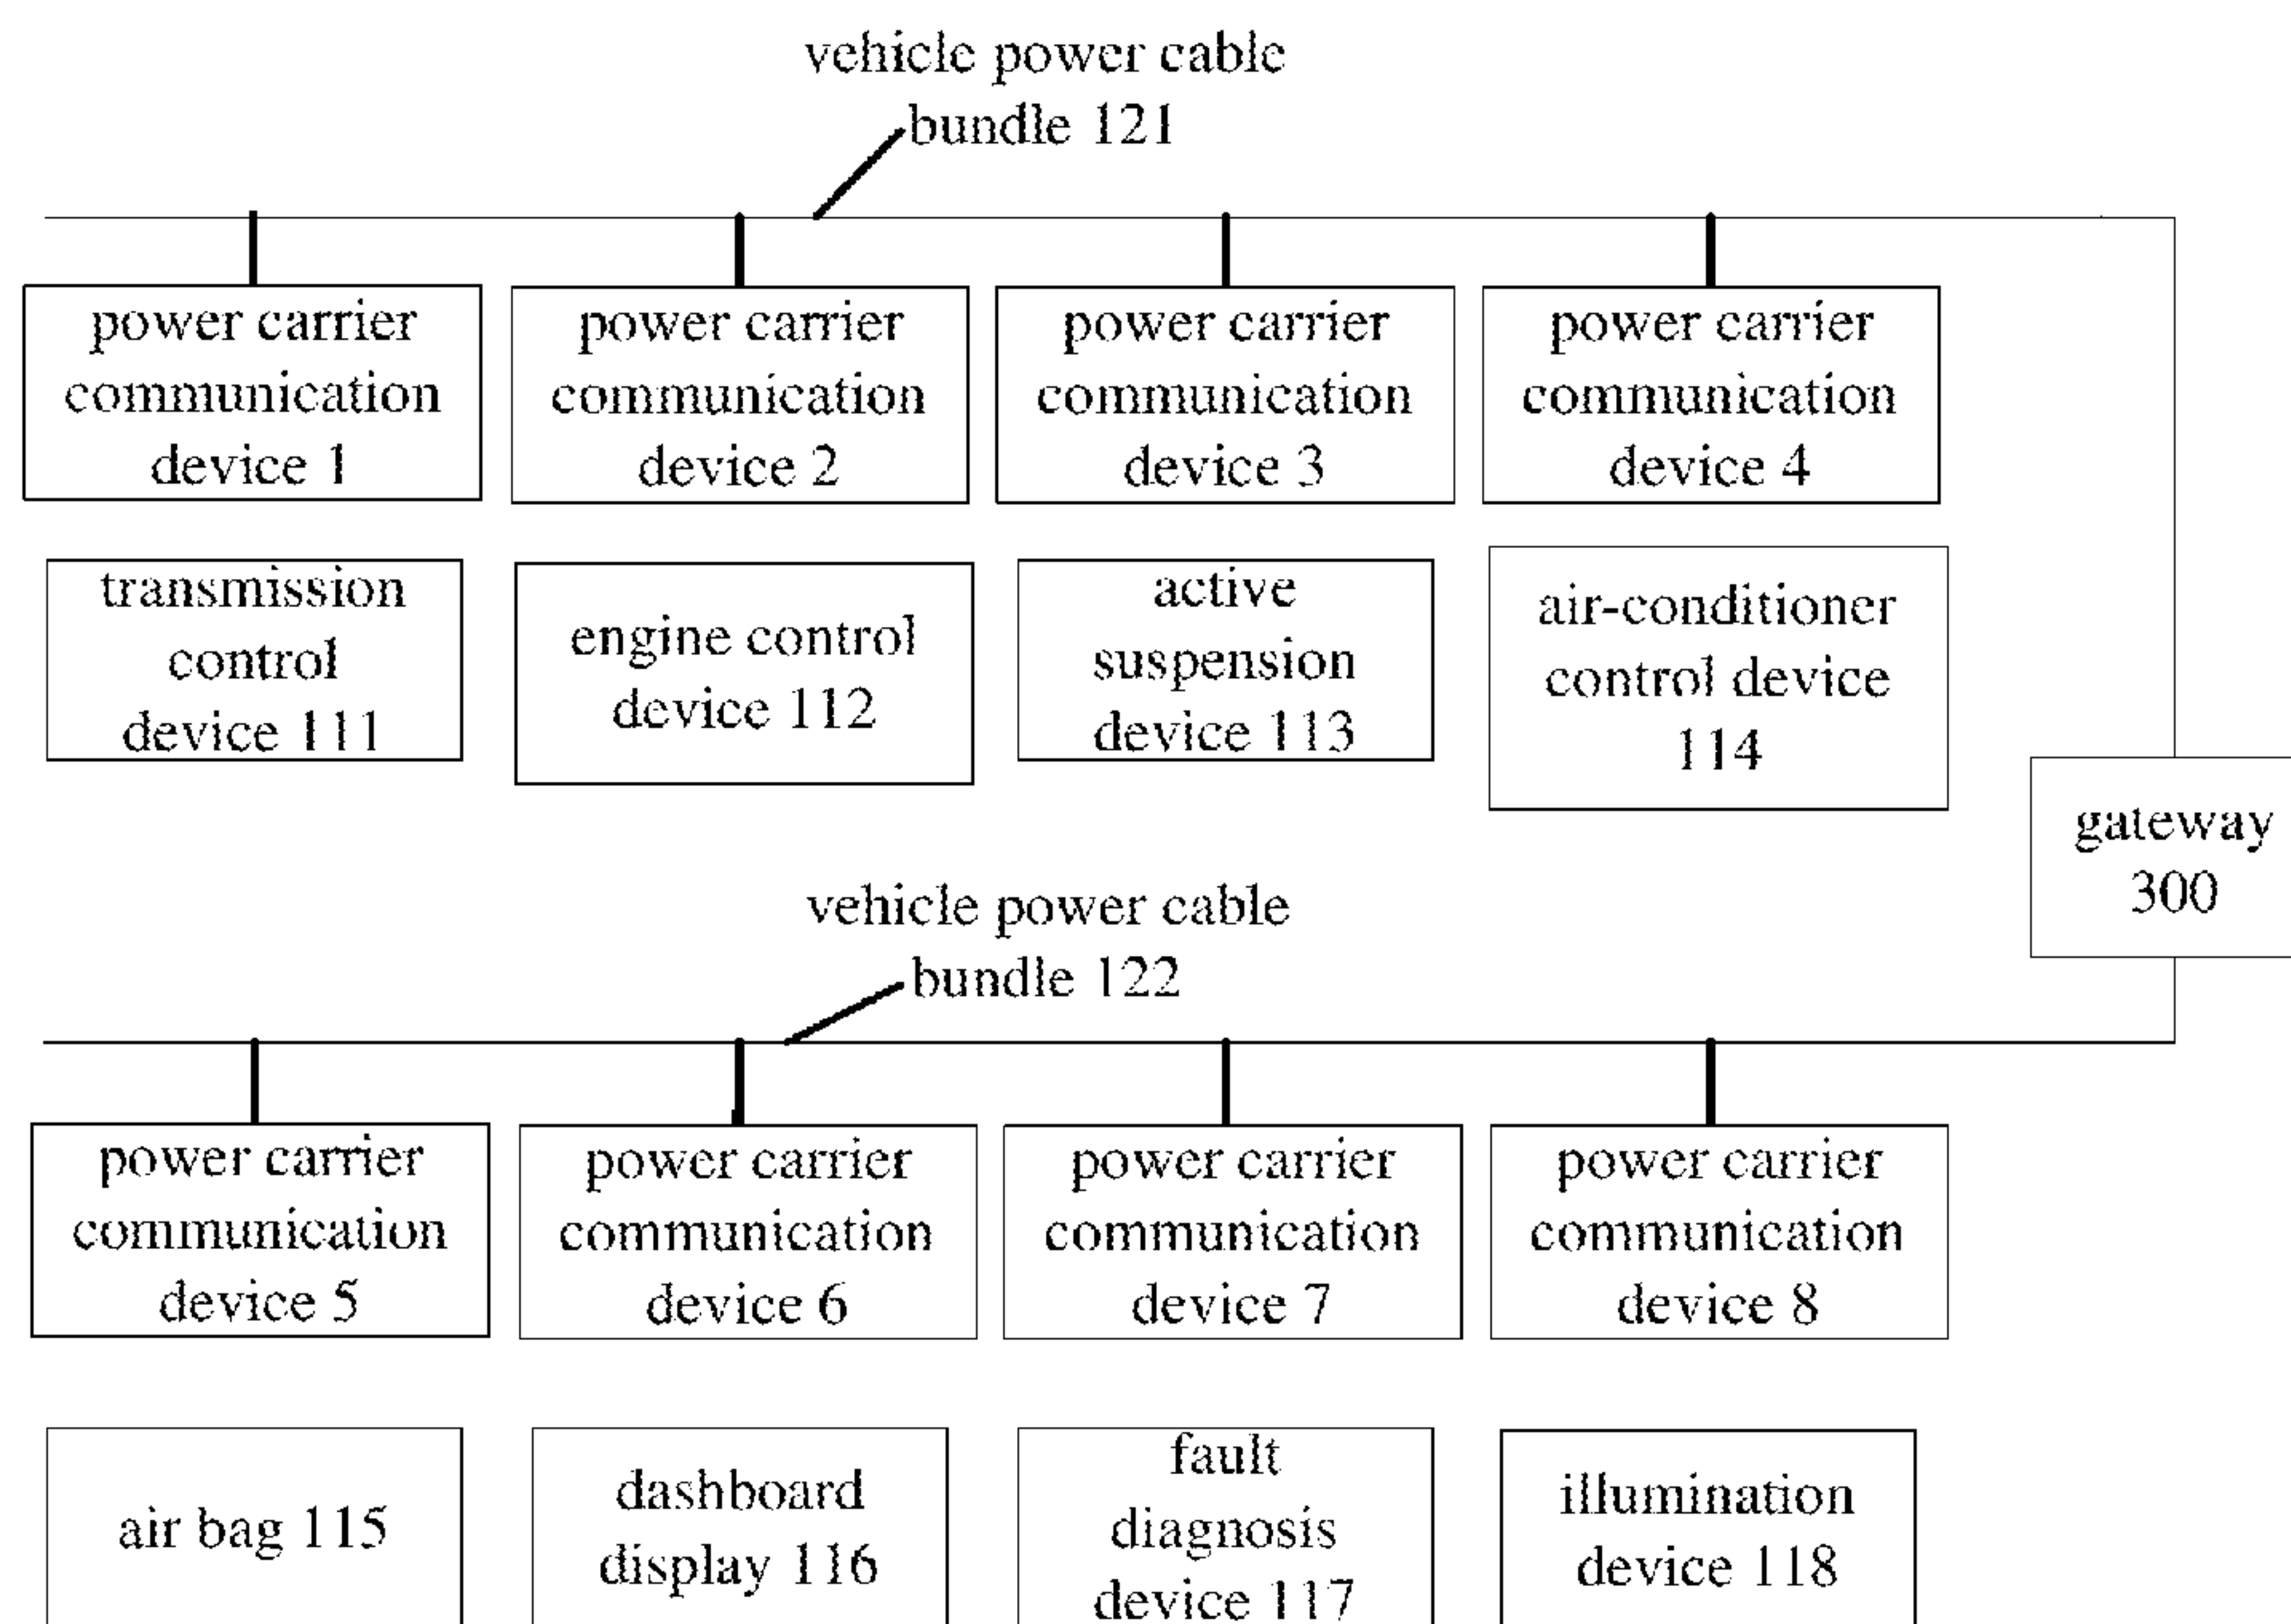 vehicle power cable
bundle 121
power carrier
communication
device 1
power carrier
communication
device 2
power carrier
communication
device 3
power carrier
communication
device 4
transmission
control
device 111
engine control
device 112
active
suspension
device 113
air-conditioner
control device
114
gateway
300
vehicle power cable
bundle 122
power carrier
communication
device 5
power carrier
communication
device 6
power carrier
communication
device 7
power carrier
communication
device 8
air bag 115
dashboard
display 116
fault
diagnosis
device 117
illumination
device 118